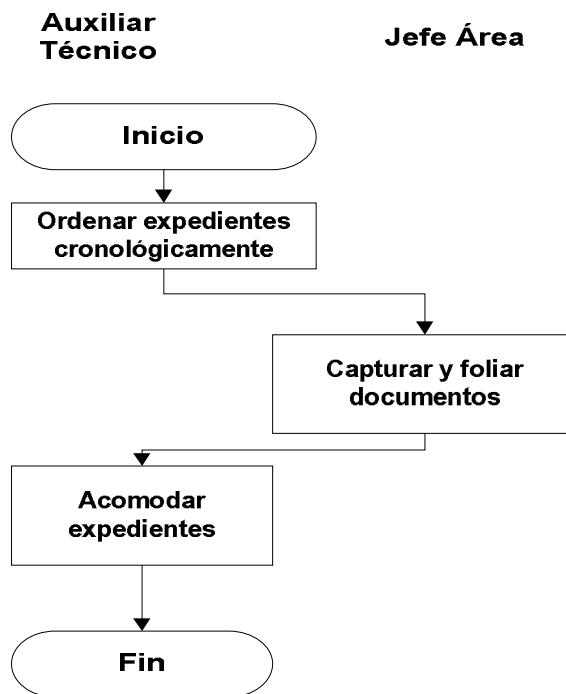 Auxiliar
Técnico
Jefe Área
Inicio
Ordenar expedientes
cronológicamente
Capturar y foliar
documentos
Acomodar
expedientes
Fin